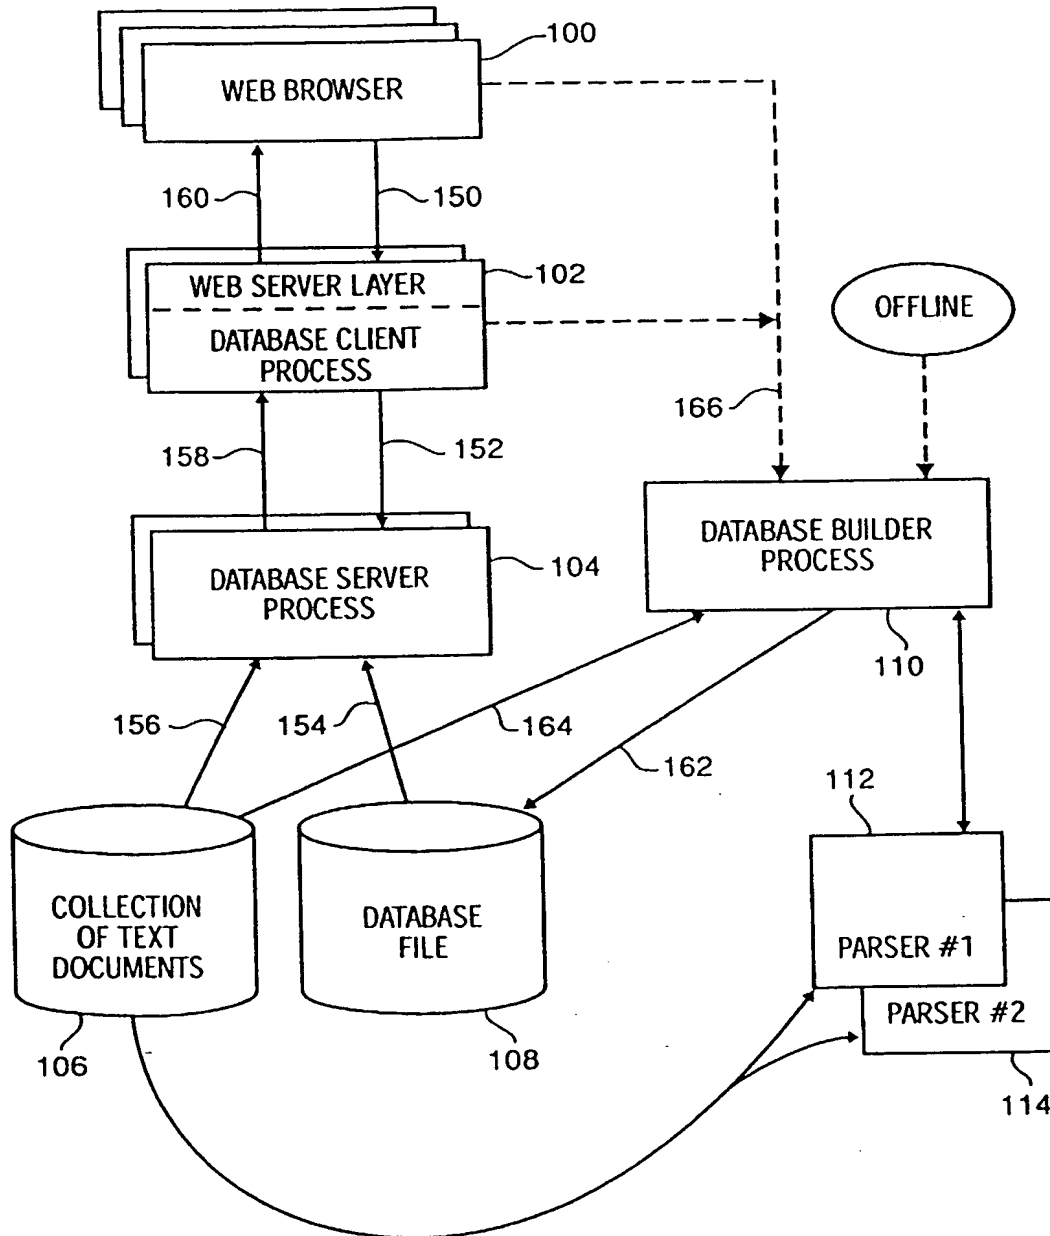 100
WEB BROWSER
160
150
WEB SERVER LAYER
102
DATABASE CLIENT
PROCESS
OFFLINE
166
158
152
DATABASE BUILDER
PROCESS
DATABASE SERVER
PROCESS
104
110
156
154
164
162
112
COLLECTION
OF TEXT
DOCUMENTS
DATABASE
FILE
PARSER #1
PARSER #2
106
108
114